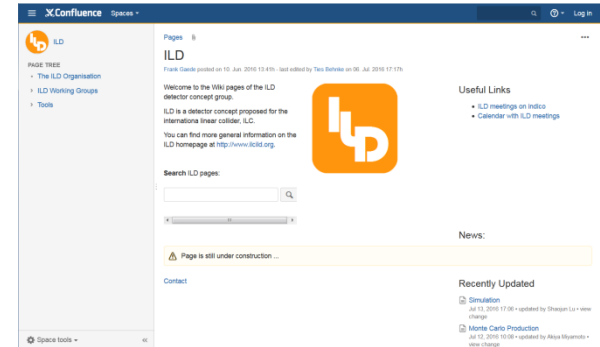 Confluence Spaces
Log in
ILD
PAGE TREE
The ILD Organisation
ILD Working Groups
Tools
Space tools
Pages
ILD
Frank Gaede posted on 10. Jun. 2016 13:41h - last edited by Ties Behnke on 06. Jul. 2016 17:17h
Welcome to the Wiki pages of the ILD
detector concept group.
ILD is a detector concept proposed for the
internationa linear collider, ILC.
You can find more general information on the
ILD homepage at http://www.ilcild.org.
Search ILD pages:
ILD
Useful Links
ILD meetings on indico
Calendar with ILD meetings
News:
Page is still under construction ...
Contact
Recently Updated
Simulation
Jul 13, 2016 17:06 • updated by Shaojun Lu • view
change
Monte Carlo Production
Jul 12, 2016 10:08 • updated by Akiya Miyamoto •
view change